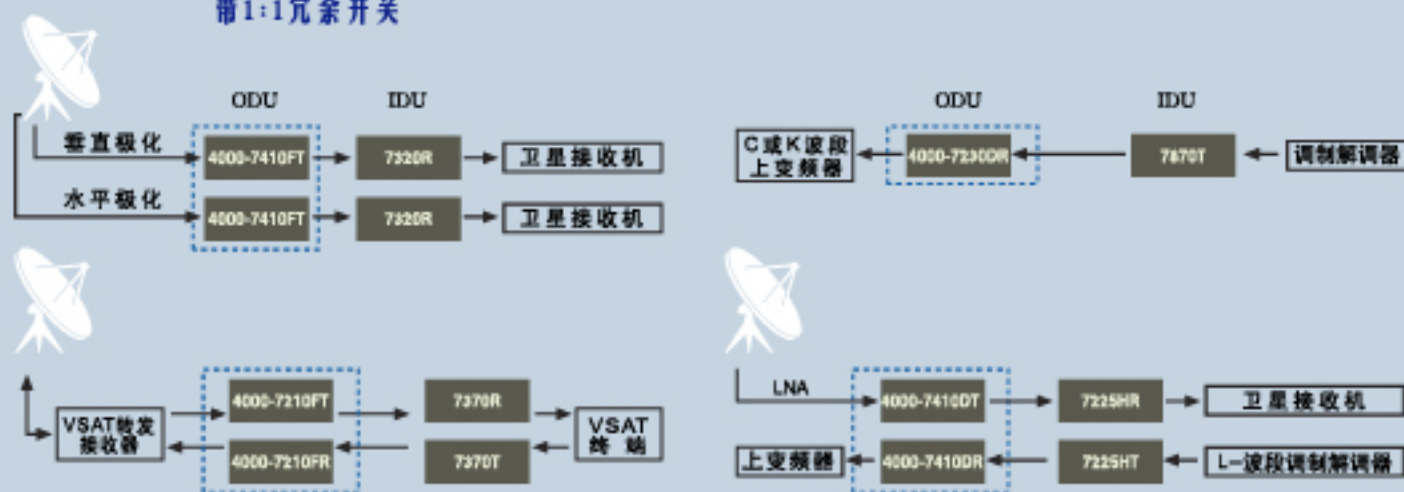 带1:1冗余开关
ODU IDU
垂直极化 4000-7410FT 7320R 卫星接收机
水平极化 4000-7410FT 7320R 卫星接收机
ODU IDU
C或K波段
上变频器 4000-7230DR 7870T 调制解调器
4000-7210FT 7370R
VSAT转发
接收器
VSAT
终 端
4000-7210FR 7370T
LNA 4000-7410DT 7225HR 卫星接收机
上变频器 4000-7410DR 7225HT L-波段调制解调器